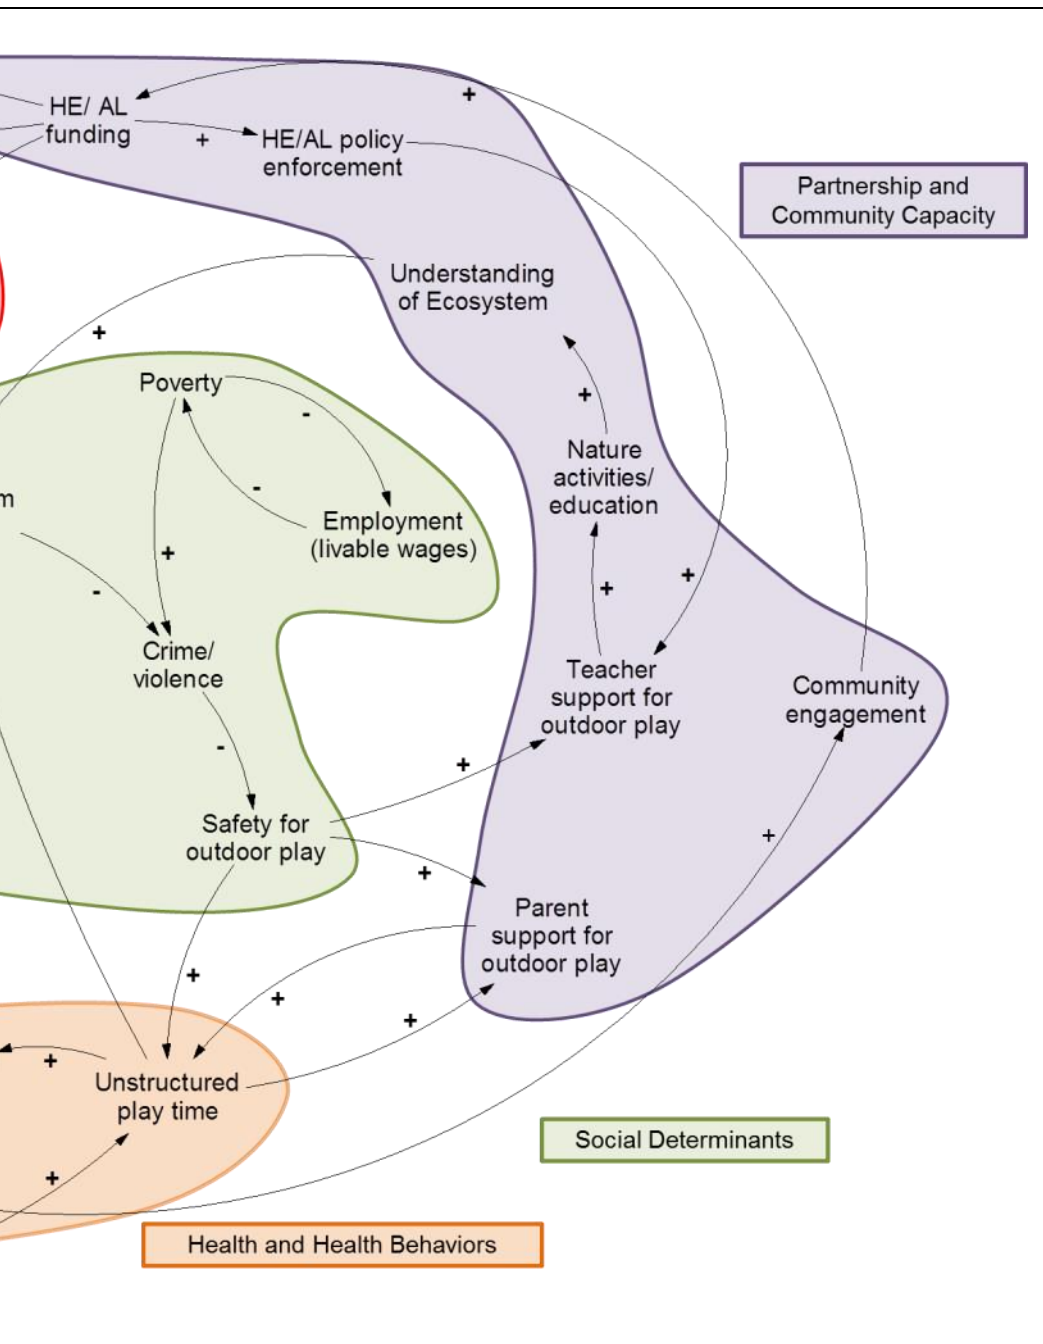 HE/ AL
funding
+
+
HE/AL policy
enforcement
Partnership and
Community Capacity
Understanding
of Ecosystem
+
Poverty
-
+
-
Nature
activities/
education
m
Employment
(livable wages)
+
-
+
+
Crime/
violence
Teacher
support for
outdoor play
Community
engagement
-
+
Safety for
outdoor play
+
+
Parent
support for
outdoor play
+
+
+
+
Unstructured
play time
+
Social Determinants
Health and Health Behaviors